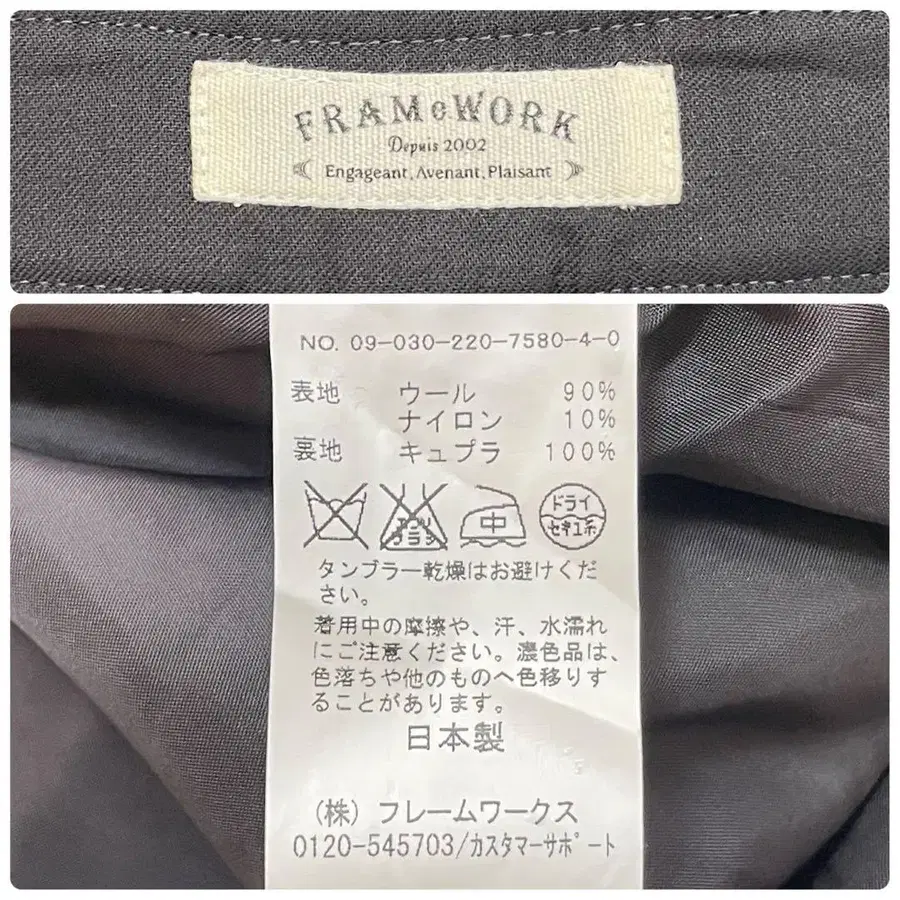 FRAMeWORK
Depuis 2002
Engageant, Avenant, Plaisant
NO. 09-030-220-7580-4-0
表地 ウール 90%
ナイロン 10%
裏地 キュプラ 100%
エンソ サラシ 中 ドライ セキユ系
タンブラー乾燥はお避けくだ
さい。
着用中の摩擦や、汗、水濡れ
にご注意ください。濃色品は、
色落ちや他のものへ色移りす
ることがあります。
日本製
（株）フレームワークス
0120-545703/カスタマーサポート